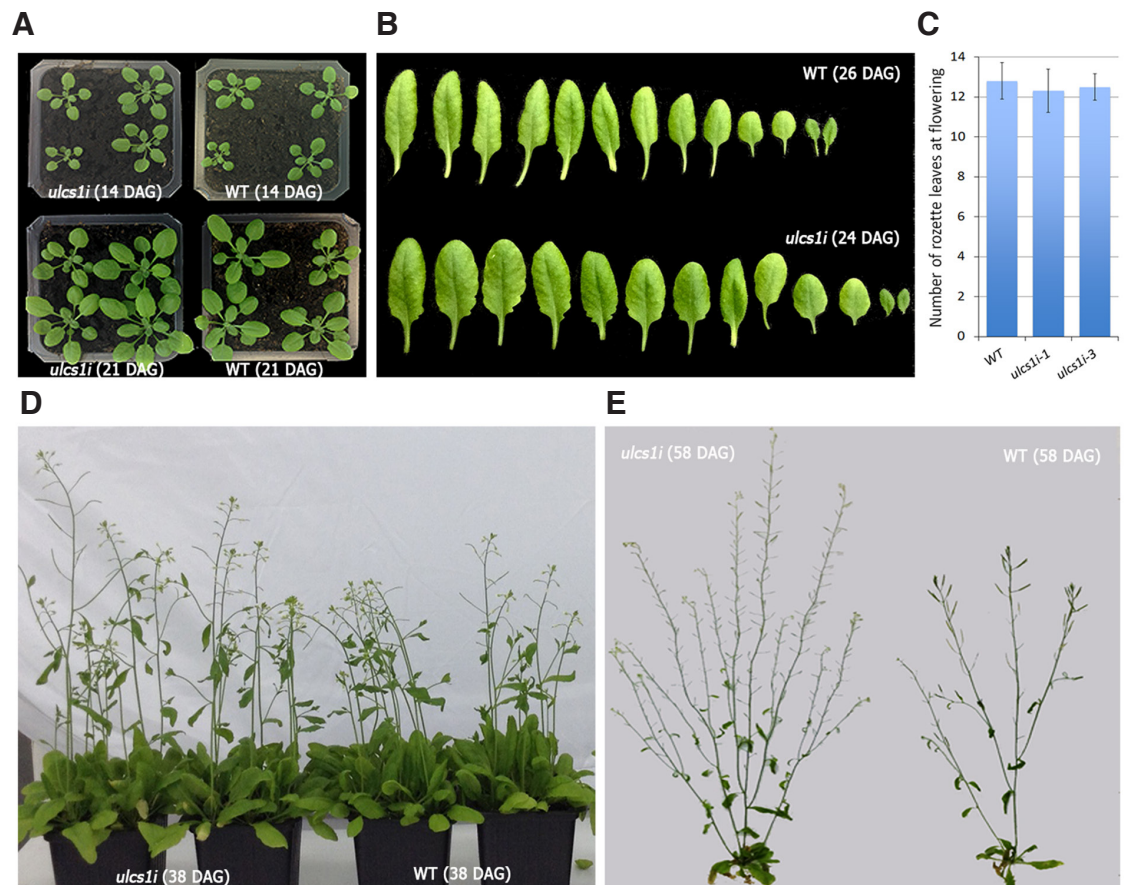 A
ulcs1i (14 DAG)
WT (14 DAG)
ulcs1i (21 DAG)
WT (21 DAG)
B
WT (26 DAG)
ulcs1i (24 DAG)
C
Number of rozette leaves at flowering
14
12
10
8
6
4
2
0
WT
ulcs1i-1
ulcs1i-3
D
ulcs1i (38 DAG)
WT (38 DAG)
E
ulcs1i (58 DAG)
WT (58 DAG)